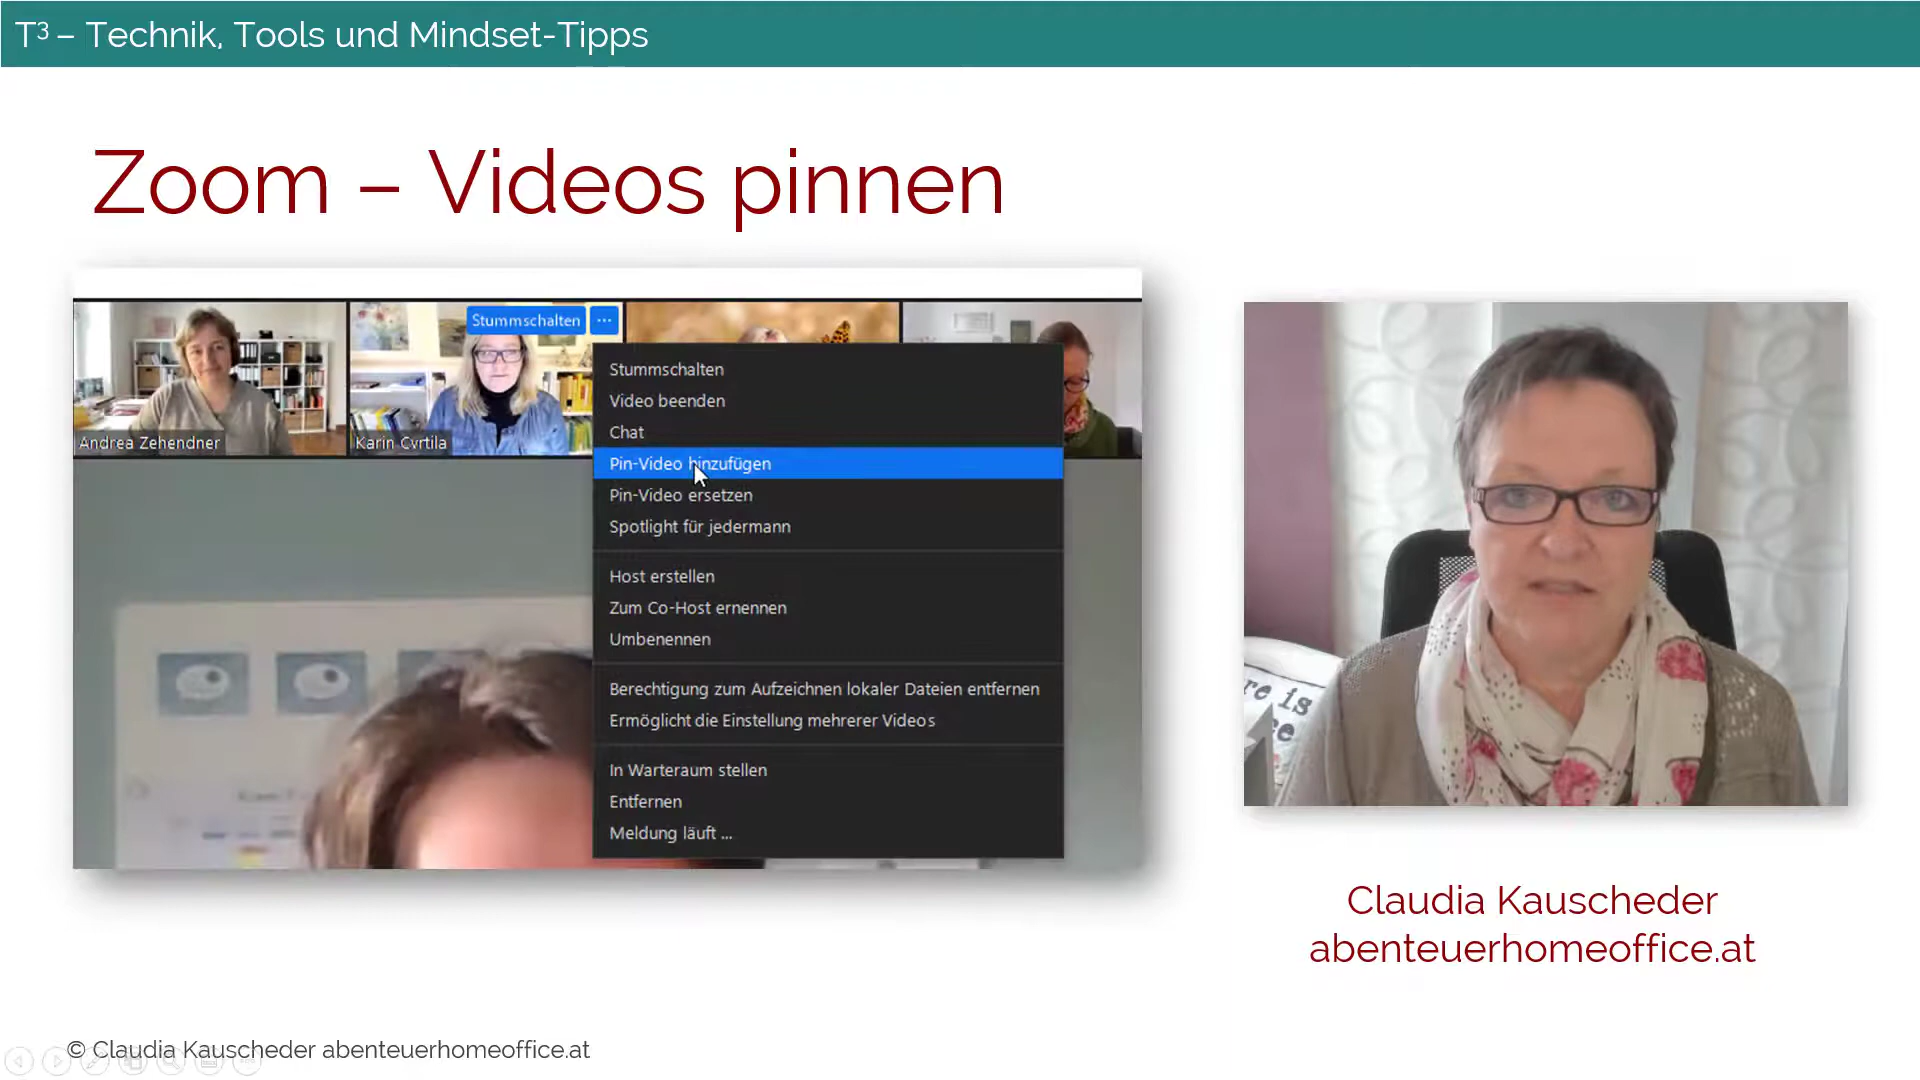 T³ – Technik, Tools und Mindset-Tipps
Zoom – Videos pinnen
Stummschalten ...
Andrea Zehendner
Karin Cvrtila
Stummschalten
Video beenden
Chat
Pin-Video hinzufügen
Pin-Video ersetzen
Spotlight für jedermann
Host erstellen
Zum Co-Host ernennen
Umbenennen
Berechtigung zum Aufzeichnen lokaler Dateien entfernen
Ermöglicht die Einstellung mehrerer Videos
In Warteraum stellen
Entfernen
Meldung läuft ...
re is
ce
Claudia Kauscheder
abenteuerhomeoffice.at
© Claudia Kauscheder abenteuerhomeoffice.at